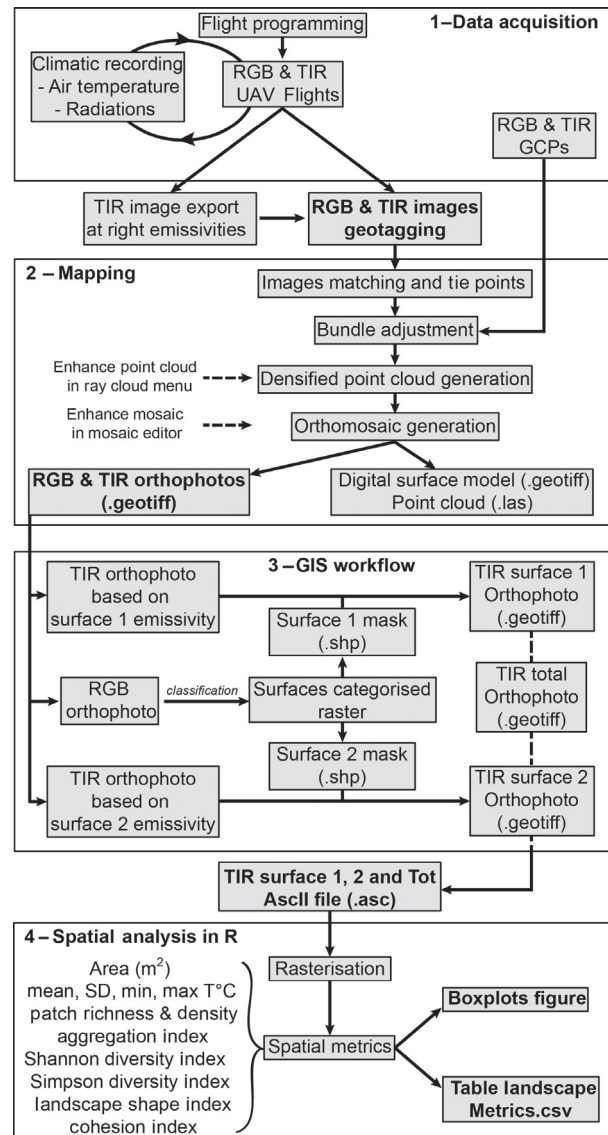 1–Data acquisition
Flight programming
Climatic recording
- Air temperature
- Radiations
RGB & TIR
UAV Flights
RGB & TIR
GCPs
TIR image export
at right emissivities
RGB & TIR images
geotagging
2 – Mapping
Images matching and tie points
Bundle adjustment
Enhance point cloud
in ray cloud menu
Densified point cloud generation
Enhance mosaic
in mosaic editor
Orthomosaic generation
RGB & TIR orthophotos
(.geotiff)
Digital surface model (.geotiff)
Point cloud (.las)
3 – GIS workflow
TIR orthophoto
based on
surface 1 emissivity
TIR surface 1
Orthophoto
(.geotiff)
Surface 1 mask
(.shp)
RGB
orthophoto
classification
Surfaces categorised
raster
TIR total
Orthophoto
(.geotiff)
Surface 2 mask
(.shp)
TIR orthophoto
based on
surface 2 emissivity
TIR surface 2
Orthophoto
(.geotiff)
TIR surface 1, 2 and Tot
AscII file (.asc)
4 – Spatial analysis in R
Area (m²)
mean, SD, min, max T°C
patch richness & density
aggregation index
Shannon diversity index
Simpson diversity index
landscape shape index
cohesion index
Rasterisation
Spatial metrics
Boxplots figure
Table landscape
Metrics.csv